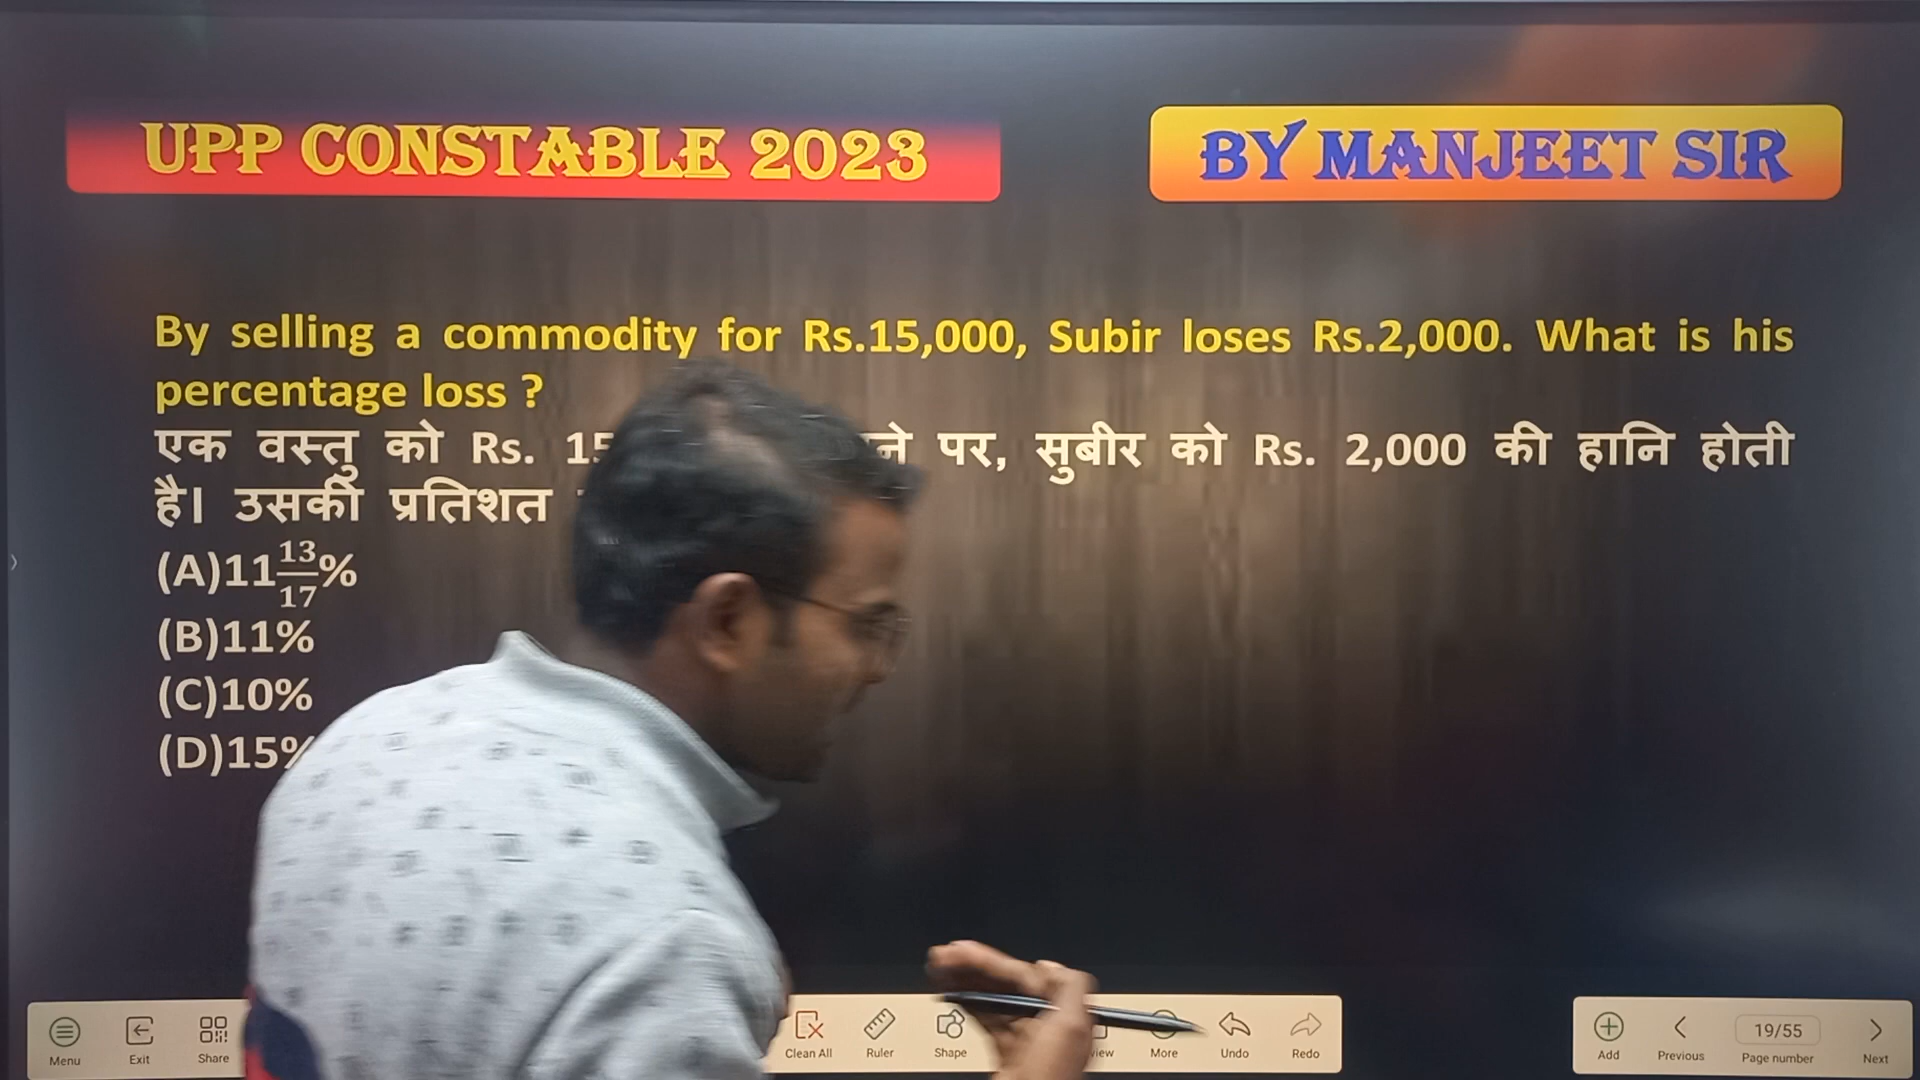 UPP CONSTABLE 2023
BY MANJEET SIR
By selling a commodity for Rs.15,000, Subir loses Rs.2,000. What is his
percentage loss ?
एक वस्तु को Rs. 15 ने पर, सुबीर को Rs. 2,000 की हानि होती
है। उसकी प्रतिशत
(A)11 13/17%
(B)11%
(C)10%
(D)15%
Menu Exit Share Clean All Ruler Shape More Undo Redo Add Previous 19/55 Page number Next